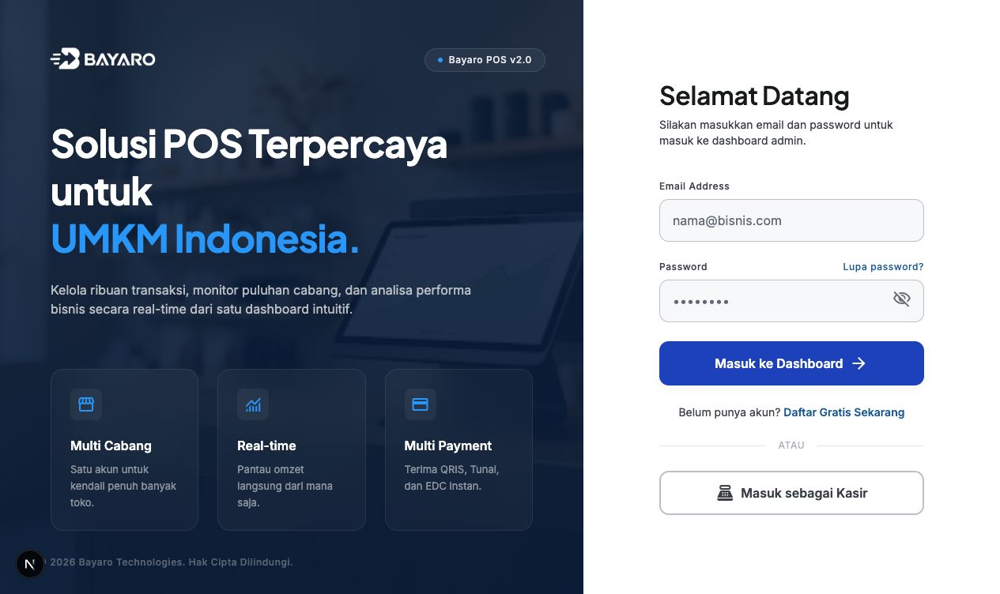 BAYARO
Bayaro POS v2.0
Solusi POS Terpercaya
untuk
UMKM Indonesia.
Kelola ribuan transaksi, monitor puluhan cabang, dan analisa performa
bisnis secara real-time dari satu dashboard intuitif.
Multi Cabang
Satu akun untuk
kendali penuh banyak
toko.
Real-time
Pantau omzet
langsung dari mana
saja.
Multi Payment
Terima QRIS, Tunai,
dan EDC instan.
N
2026 Bayaro Technologies. Hak Cipta Dilindungi.
Selamat Datang
Silakan masukkan email dan password untuk
masuk ke dashboard admin.
Email Address
nama@bisnis.com
Password
Lupa password?
••••••••
Masuk ke Dashboard
Belum punya akun? Daftar Gratis Sekarang
ATAU
Masuk sebagai Kasir